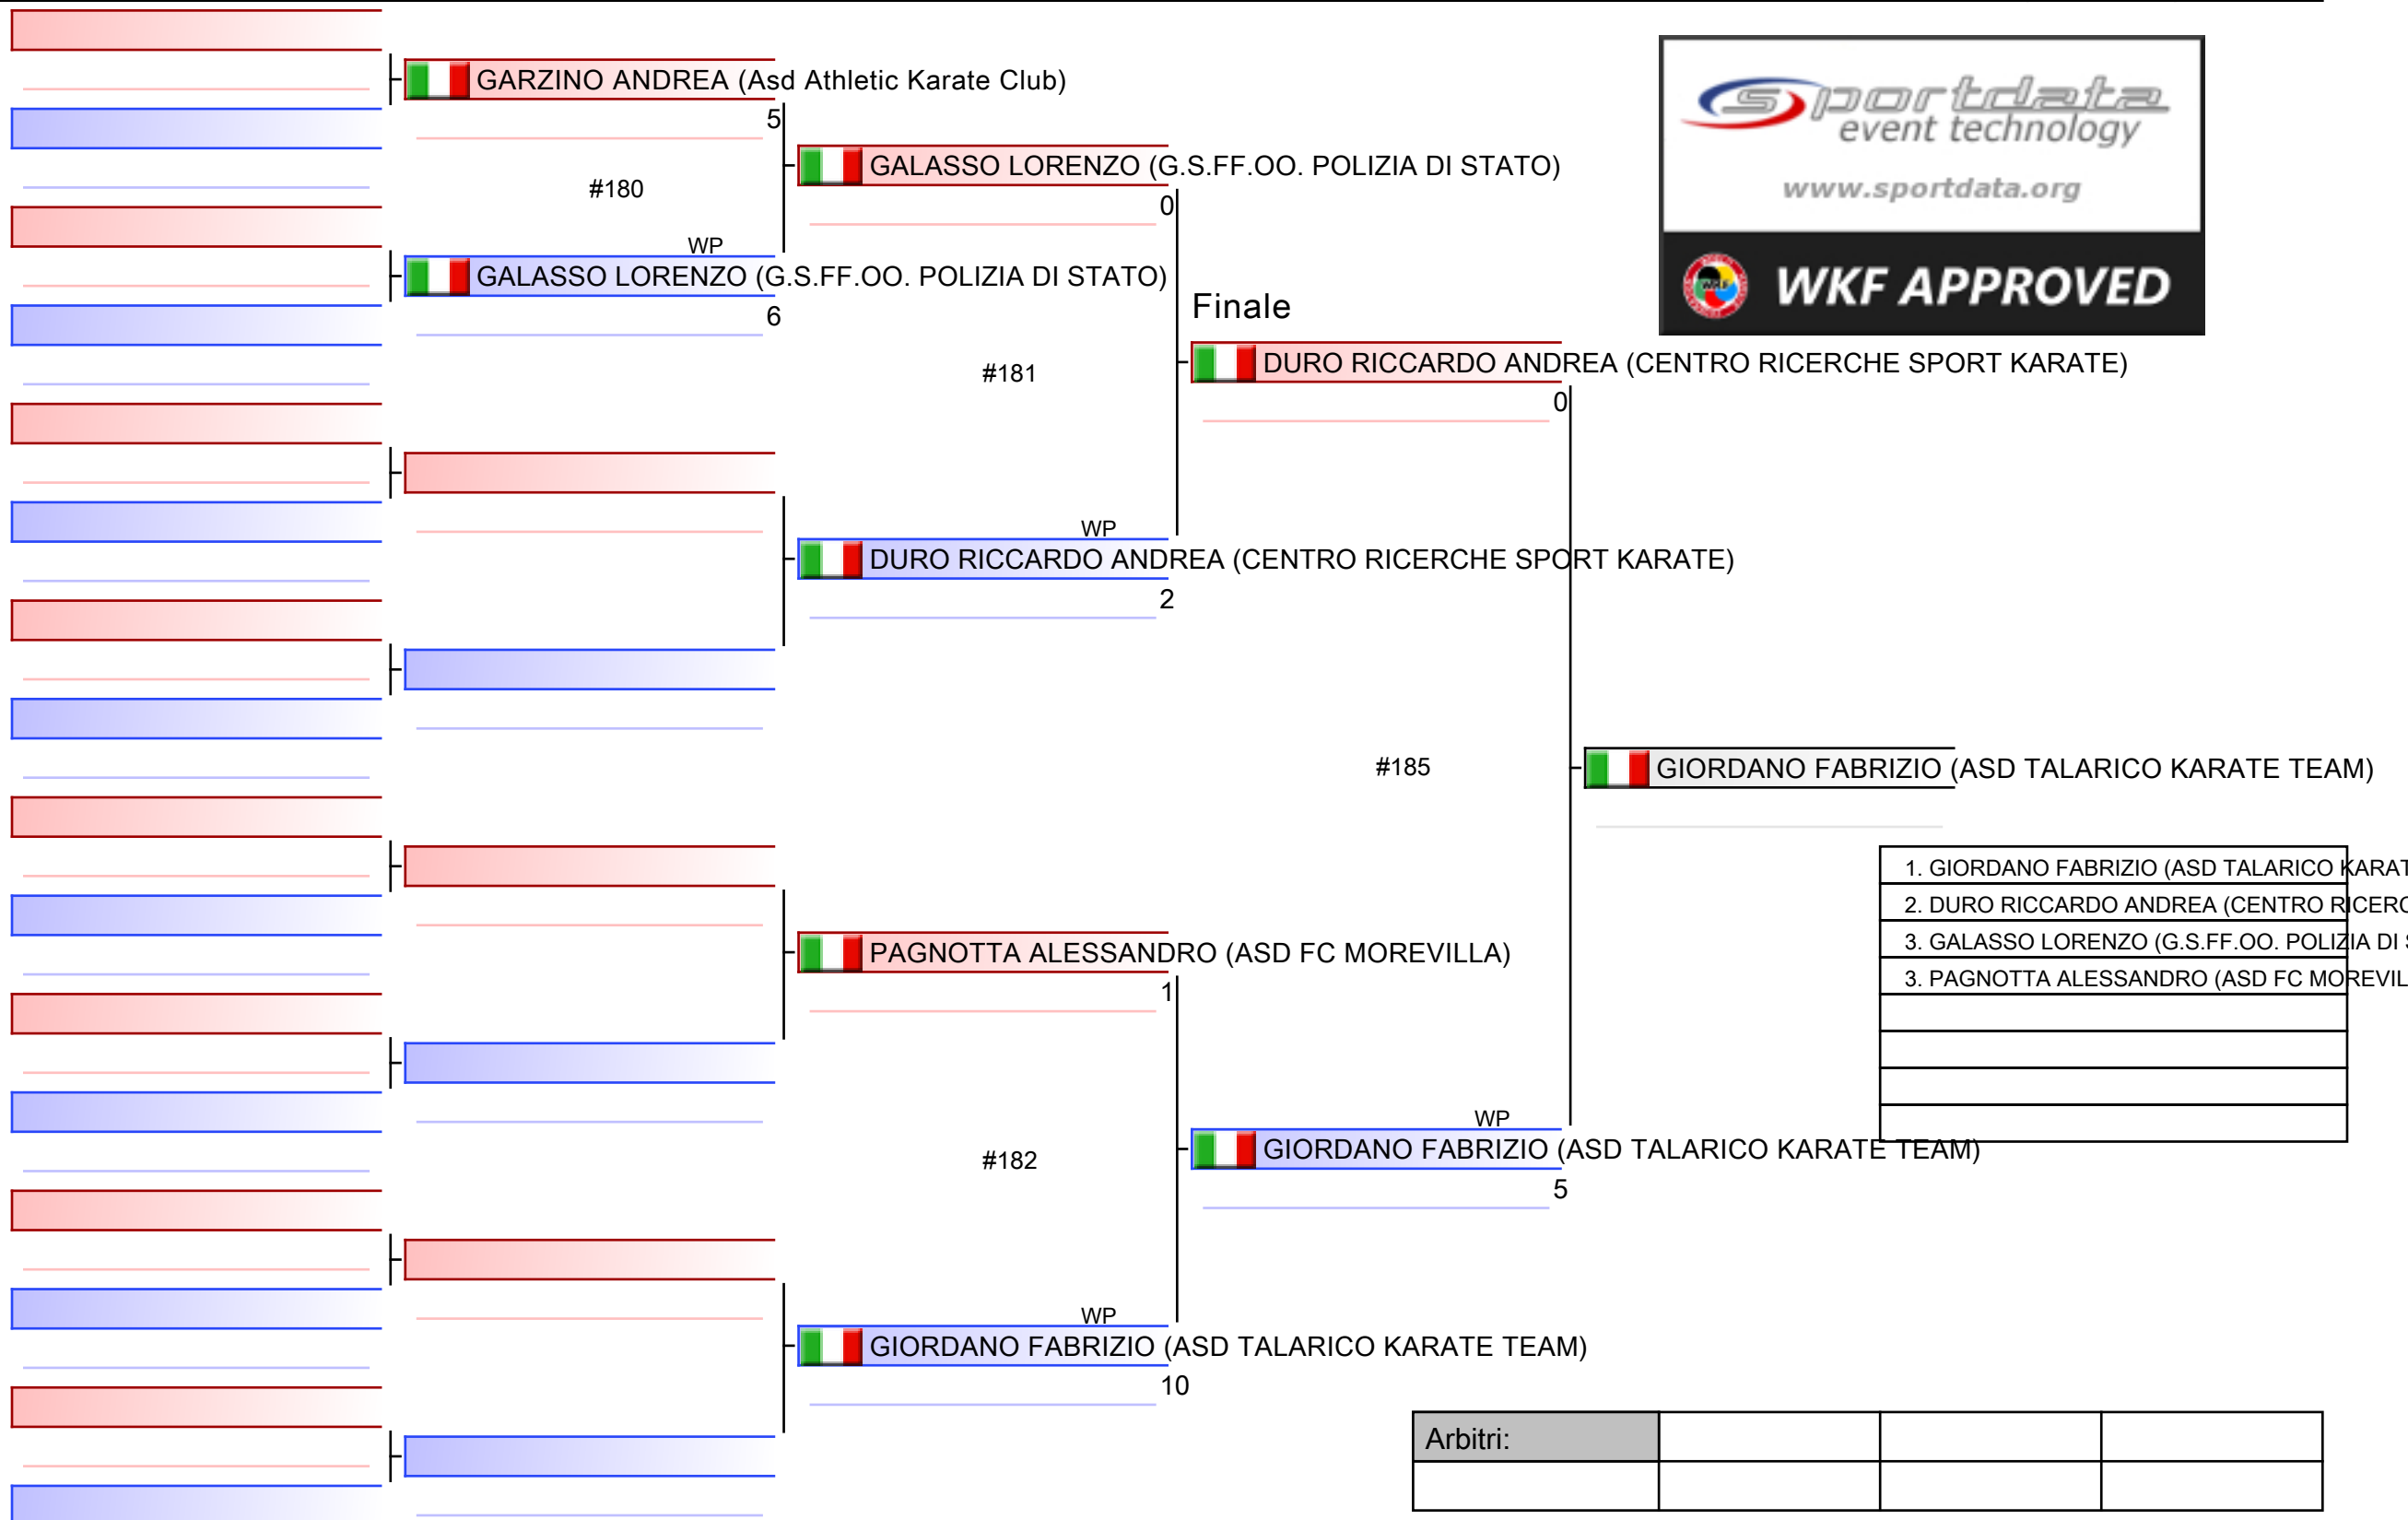 GARZINO ANDREA (Asd Athletic Karate Club)
5
#180
WP
GALASSO LORENZO (G.S.FF.OO. POLIZIA DI STATO)
6
GALASSO LORENZO (G.S.FF.OO. POLIZIA DI STATO)
0
#181
WP
DURO RICCARDO ANDREA (CENTRO RICERCHE SPORT KARATE)
2
PAGNOTTA ALESSANDRO (ASD FC MOREVILLA)
1
#182
WP
GIORDANO FABRIZIO (ASD TALARICO KARATE TEAM)
10
Finale
DURO RICCARDO ANDREA (CENTRO RICERCHE SPORT KARATE)
0
#185
WP
GIORDANO FABRIZIO (ASD TALARICO KARATE TEAM)
5
GIORDANO FABRIZIO (ASD TALARICO KARATE TEAM)
sportdata
event technology
www.sportdata.org
WKF
WKF APPROVED
1. GIORDANO FABRIZIO (ASD TALARICO KARAT
2. DURO RICCARDO ANDREA (CENTRO RICERC
3. GALASSO LORENZO (G.S.FF.OO. POLIZIA DI S
3. PAGNOTTA ALESSANDRO (ASD FC MOREVIL
Arbitri: